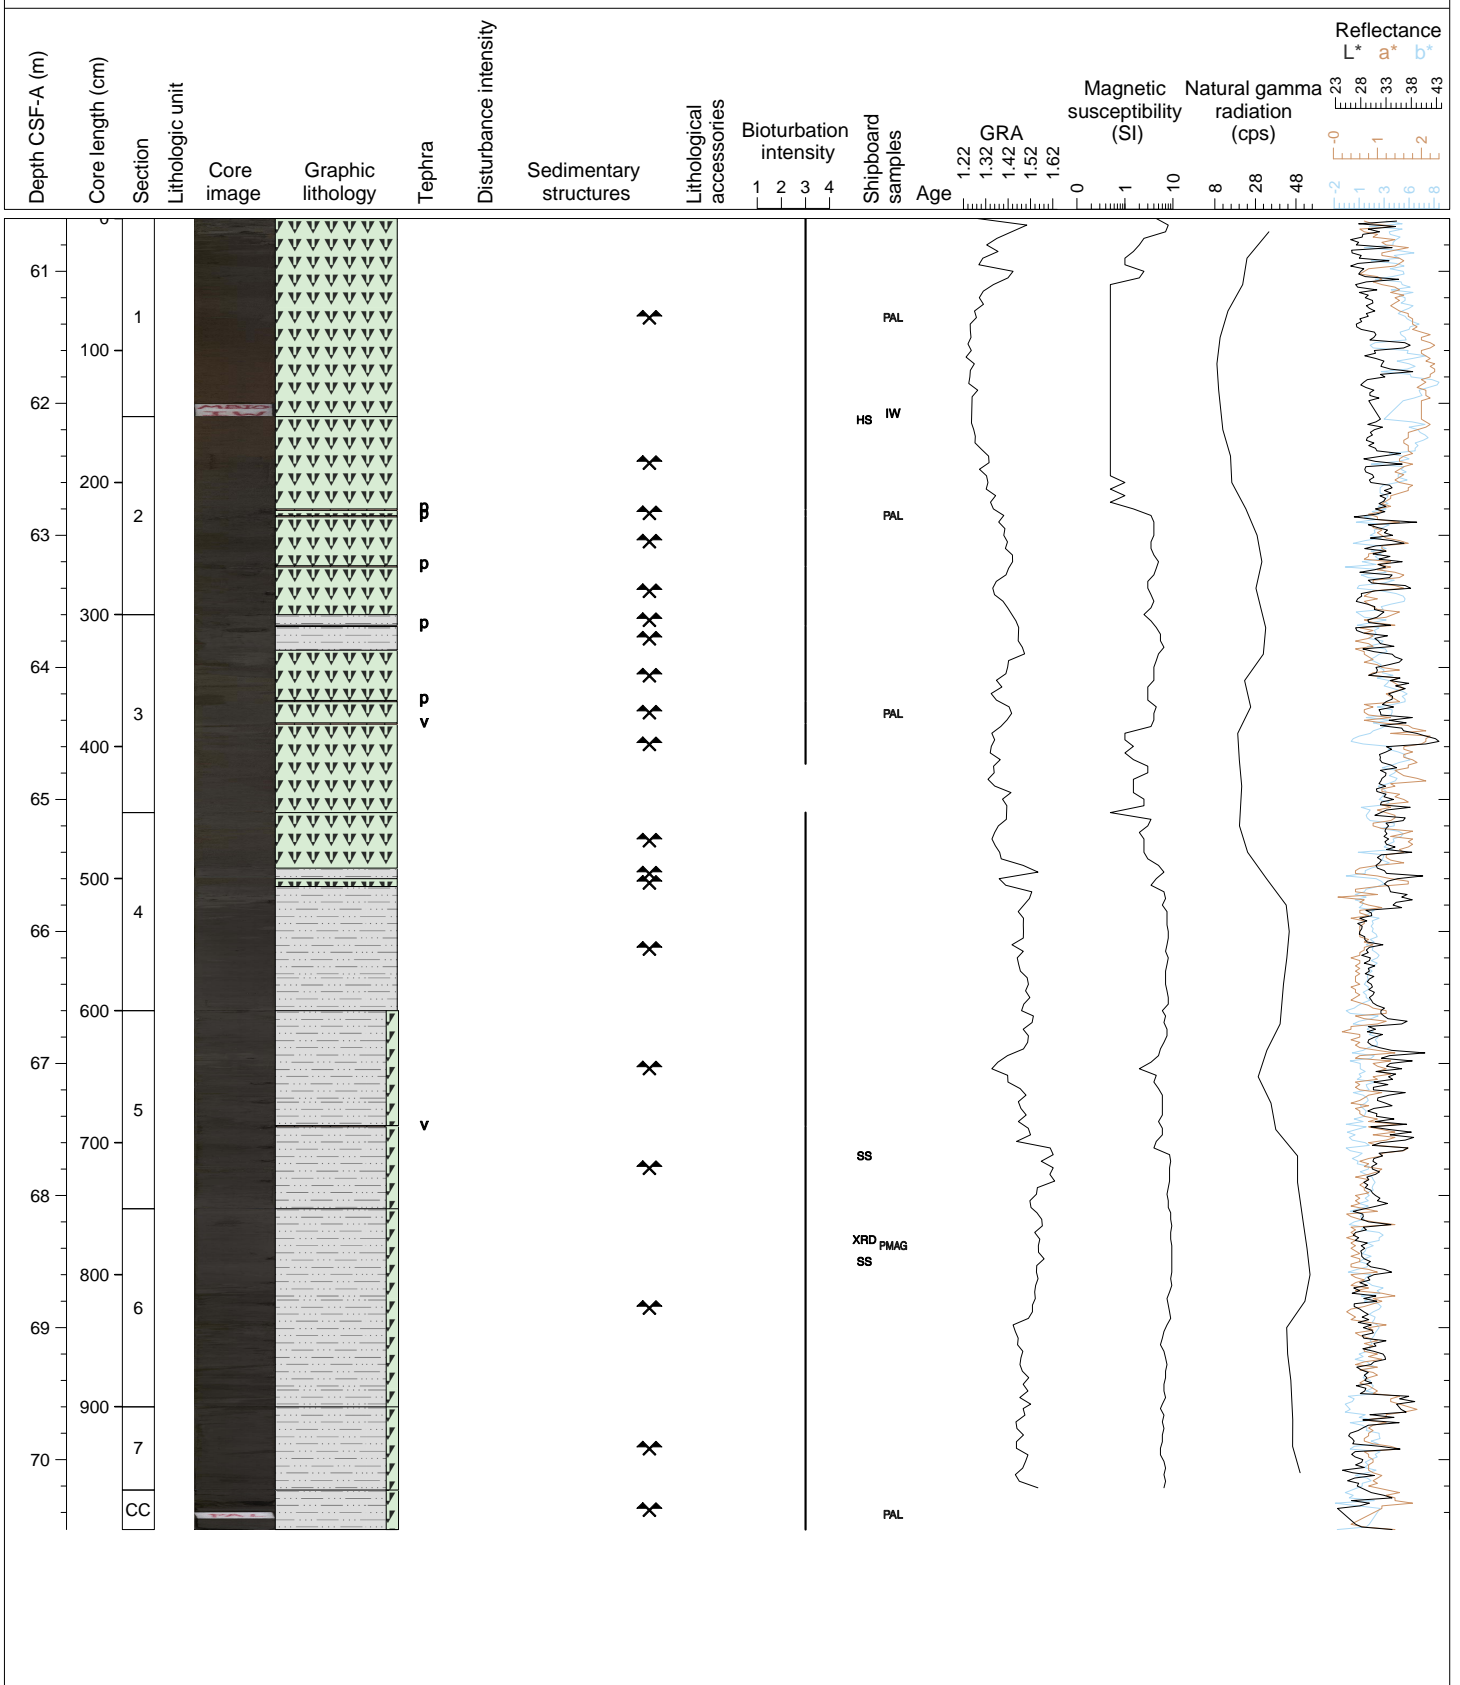 Depth CSF-A (m)
Core length (cm)
Section
Lithologic unit
Core image
Graphic lithology
Tephra
Disturbance intensity
Sedimentary structures
Lithological accessories
Bioturbation intensity
1 2 3 4
Shipboard samples
Age
GRA
1.22 1.32 1.42 1.52 1.62
Magnetic susceptibility (SI)
0 1 10
Natural gamma radiation (cps)
8 28 48
Reflectance
L* a* b*
23 28 33 38 43
-0 1 2
-2 1 3 6 8
0
61
1
PAL
100
62
HS IW
200
p
p
2
PAL
63
p
300
p
64
p
3
PAL
v
400
65
500
4
66
600
67
5
v
700
SS
68
XRD PMAG
SS
800
6
69
900
7
70
CC
PAL